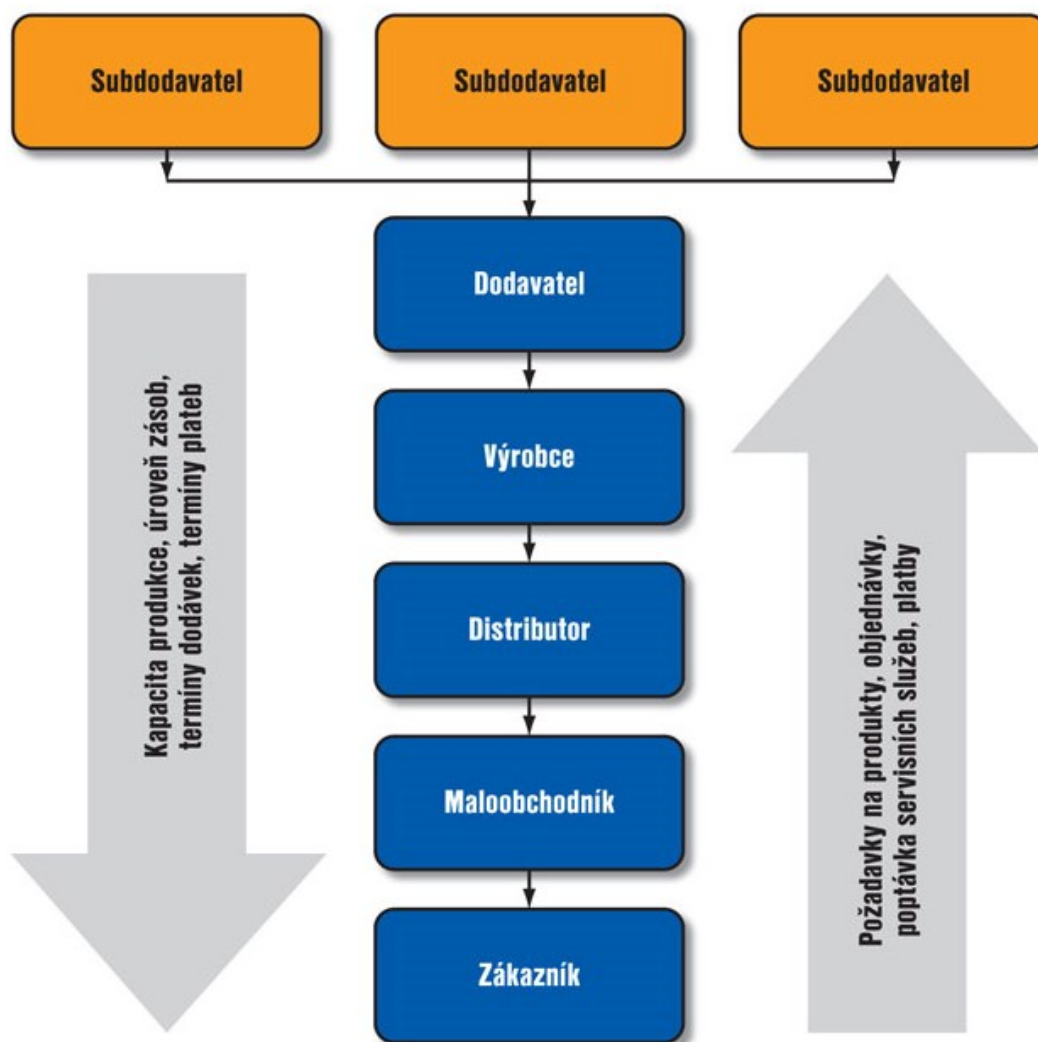 Subdodavatel
Subdodavatel
Subdodavatel
Dodavatel
Výrobce
Distributor
Maloobchodník
Zákazník
Kapacita produkce, úroveň zásob,
termíny dodávek, termíny plateb
Požadavky na produkty, objednávky,
poptávka servisních služeb, platby